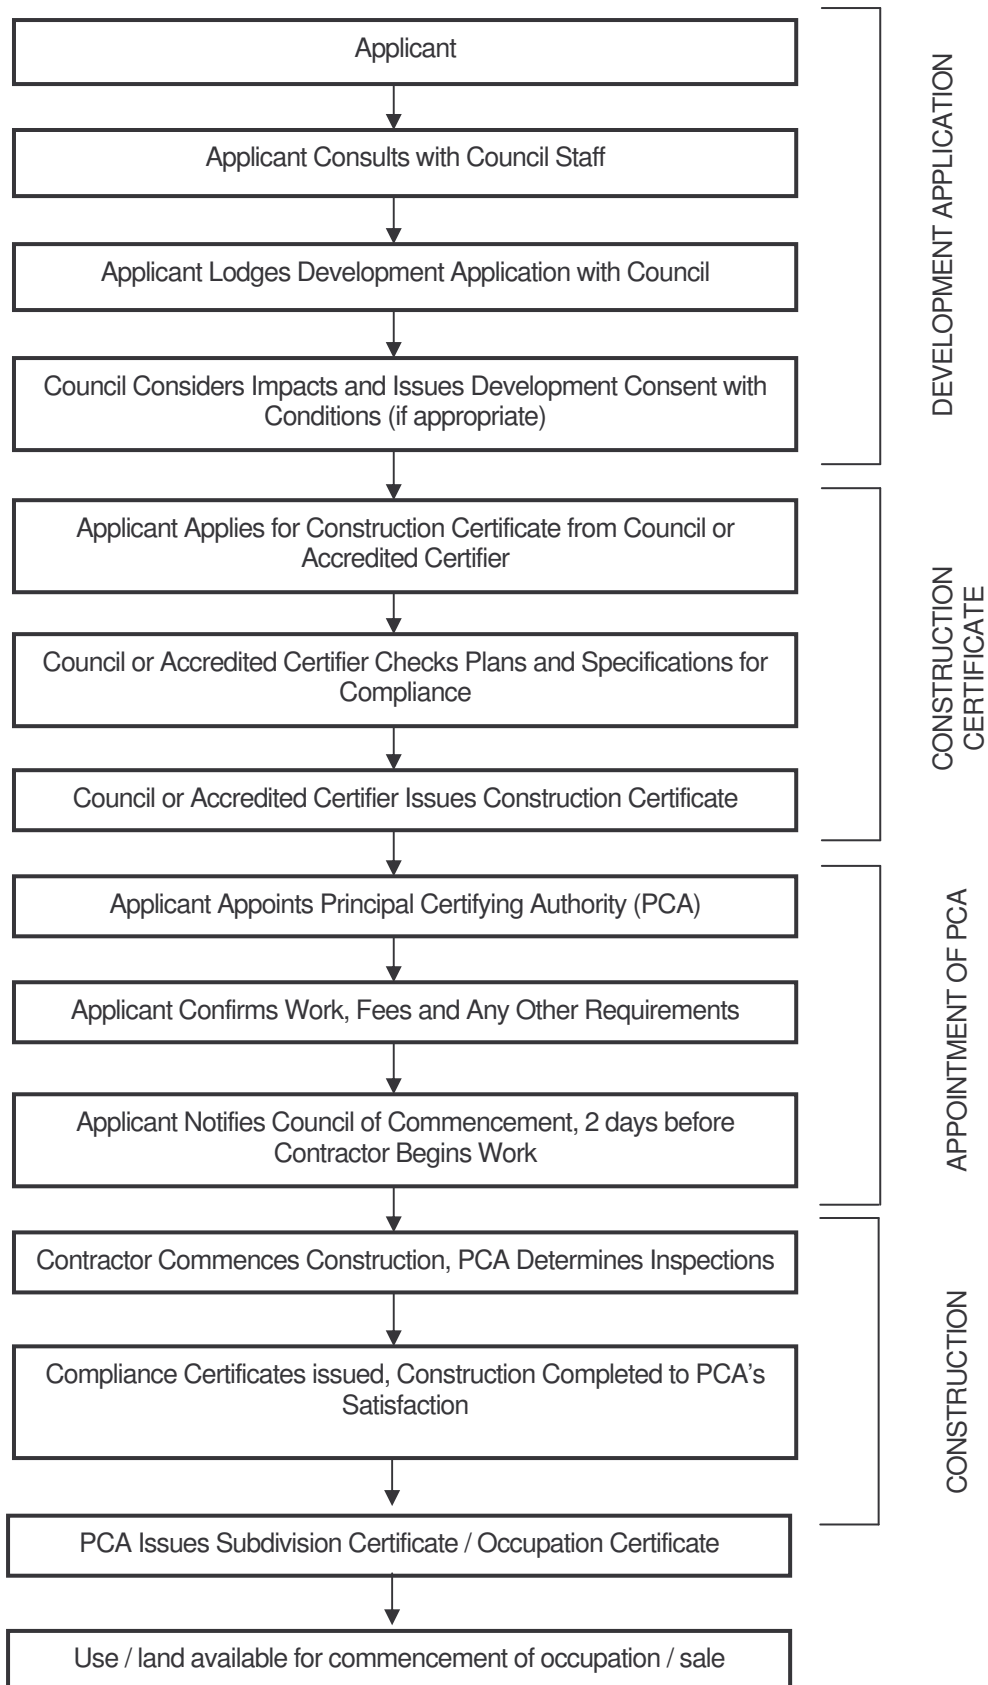 Applicant
Applicant Consults with Council Staff
Applicant Lodges Development Application with Council
Council Considers Impacts and Issues Development Consent with
Conditions (if appropriate)
DEVELOPMENT APPLICATION
Applicant Applies for Construction Certificate from Council or
Accredited Certifier
Council or Accredited Certifier Checks Plans and Specifications for
Compliance
Council or Accredited Certifier Issues Construction Certificate
CONSTRUCTION
CERTIFICATE
Applicant Appoints Principal Certifying Authority (PCA)
Applicant Confirms Work, Fees and Any Other Requirements
Applicant Notifies Council of Commencement, 2 days before
Contractor Begins Work
APPOINTMENT OF PCA
Contractor Commences Construction, PCA Determines Inspections
Compliance Certificates issued, Construction Completed to PCA's
Satisfaction
PCA Issues Subdivision Certificate / Occupation Certificate
CONSTRUCTION
Use / land available for commencement of occupation / sale